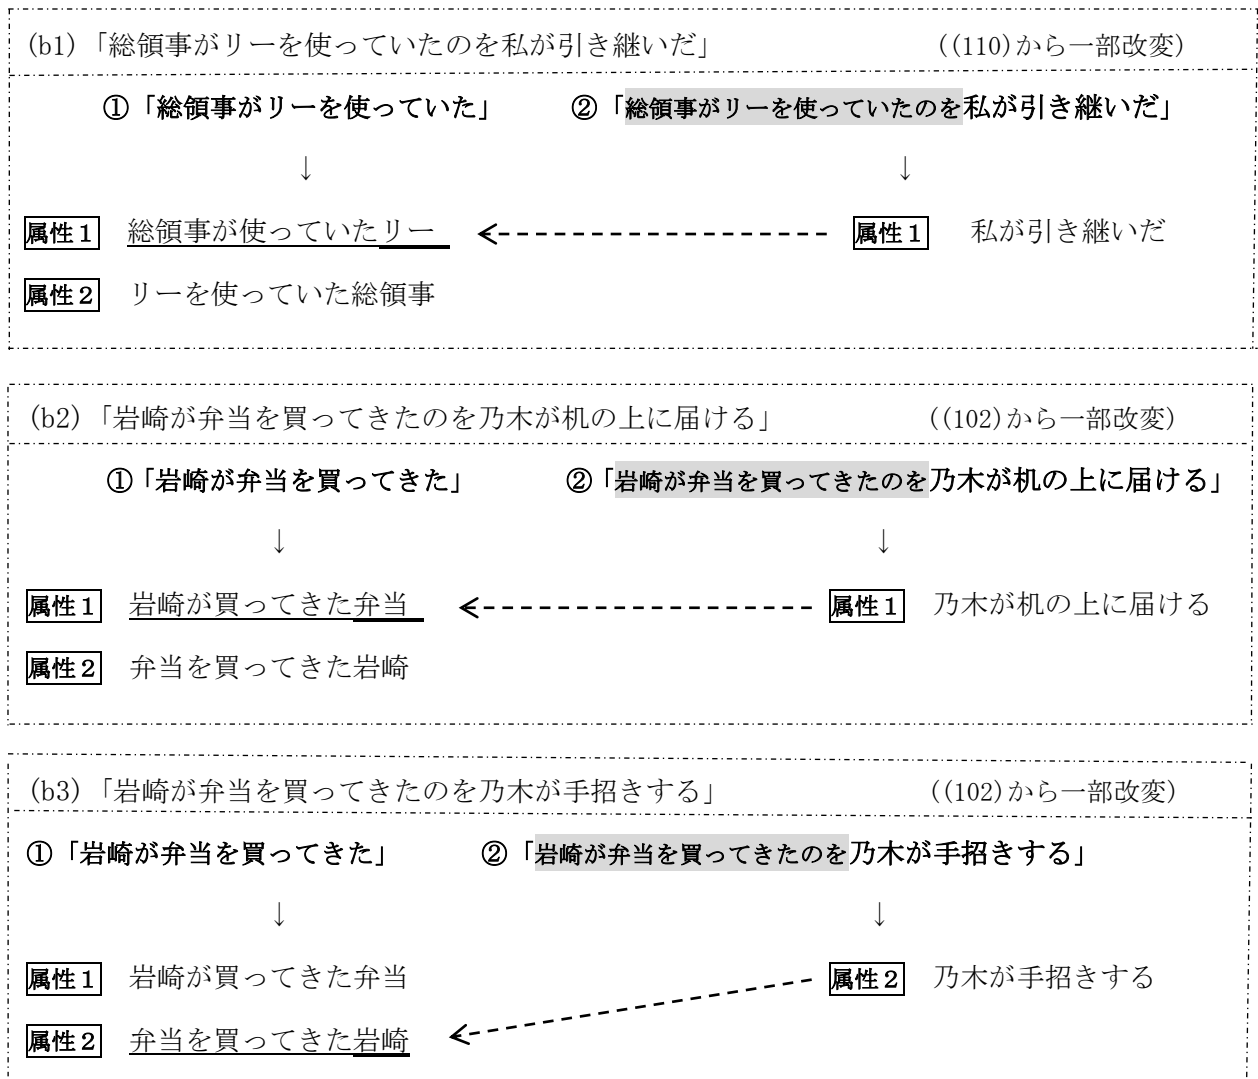 (b1)「総領事がリーを使っていたのを私が引き継いだ」 ((110)から一部改変)
①「総領事がリーを使っていた」 ②「総領事がリーを使っていたのを私が引き継いだ」
↓ ↓
属性1 総領事が使っていたリー 属性1 私が引き継いだ
属性2 リーを使っていた総領事
(b2)「岩崎が弁当を買ってきたのを乃木が机の上に届ける」 ((102)から一部改変)
①「岩崎が弁当を買ってきた」 ②「岩崎が弁当を買ってきたのを乃木が机の上に届ける」
↓ ↓
属性1 岩崎が買ってきた弁当 属性1 乃木が机の上に届ける
属性2 弁当を買ってきた岩崎
(b3)「岩崎が弁当を買ってきたのを乃木が手招きする」 ((102)から一部改変)
①「岩崎が弁当を買ってきた」 ②「岩崎が弁当を買ってきたのを乃木が手招きする」
↓ ↓
属性1 岩崎が買ってきた弁当 属性2 乃木が手招きする
属性2 弁当を買ってきた岩崎